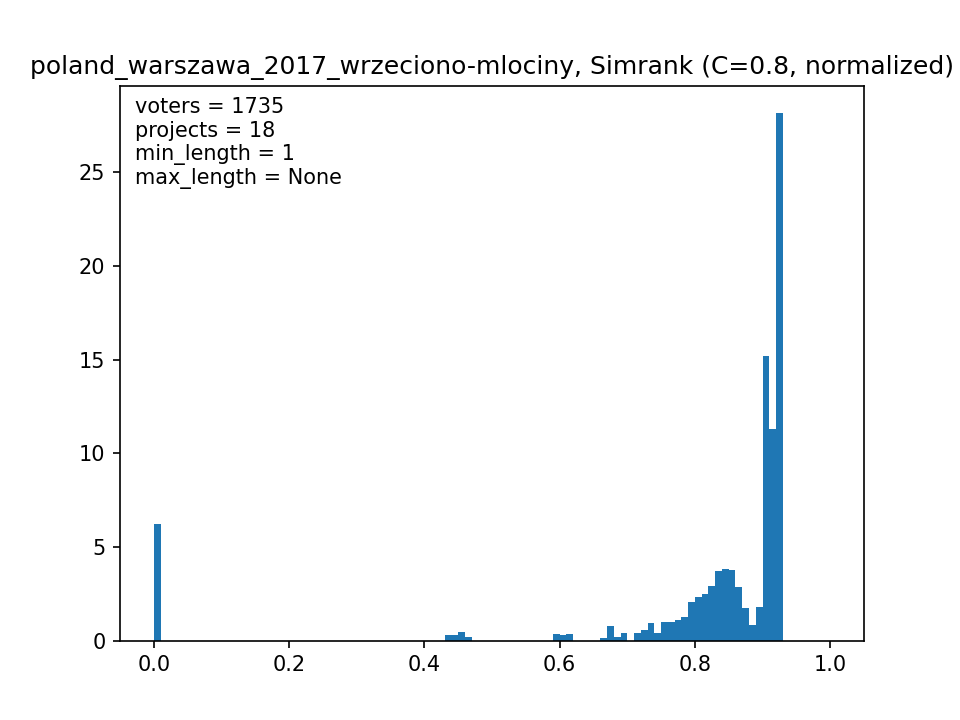 poland_warszawa_2017_wrzeciono-mlociny, Simrank (C=0.8, normalized)
voters = 1735
projects = 18
min_length = 1
max_length = None
25
20
15
10
5
0
0.0 0.2 0.4 0.6 0.8 1.0